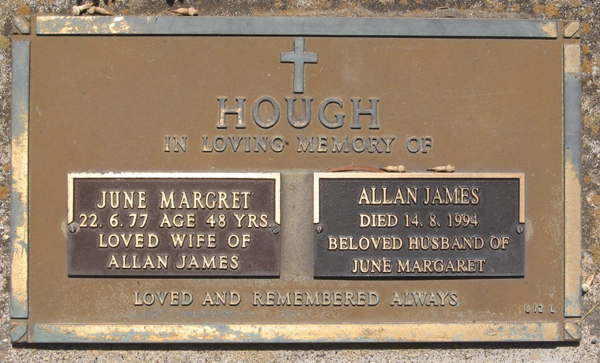 HOUGH
IN LOVING MEMORY OF
JUNE MARGRET
22. 6. 77 AGE 48 YRS.
LOVED WIFE OF
ALLAN JAMES
ALLAN JAMES
DIED 14. 8. 1994
BELOVED HUSBAND OF
JUNE MARGARET
LOVED AND REMEMBERED ALWAYS